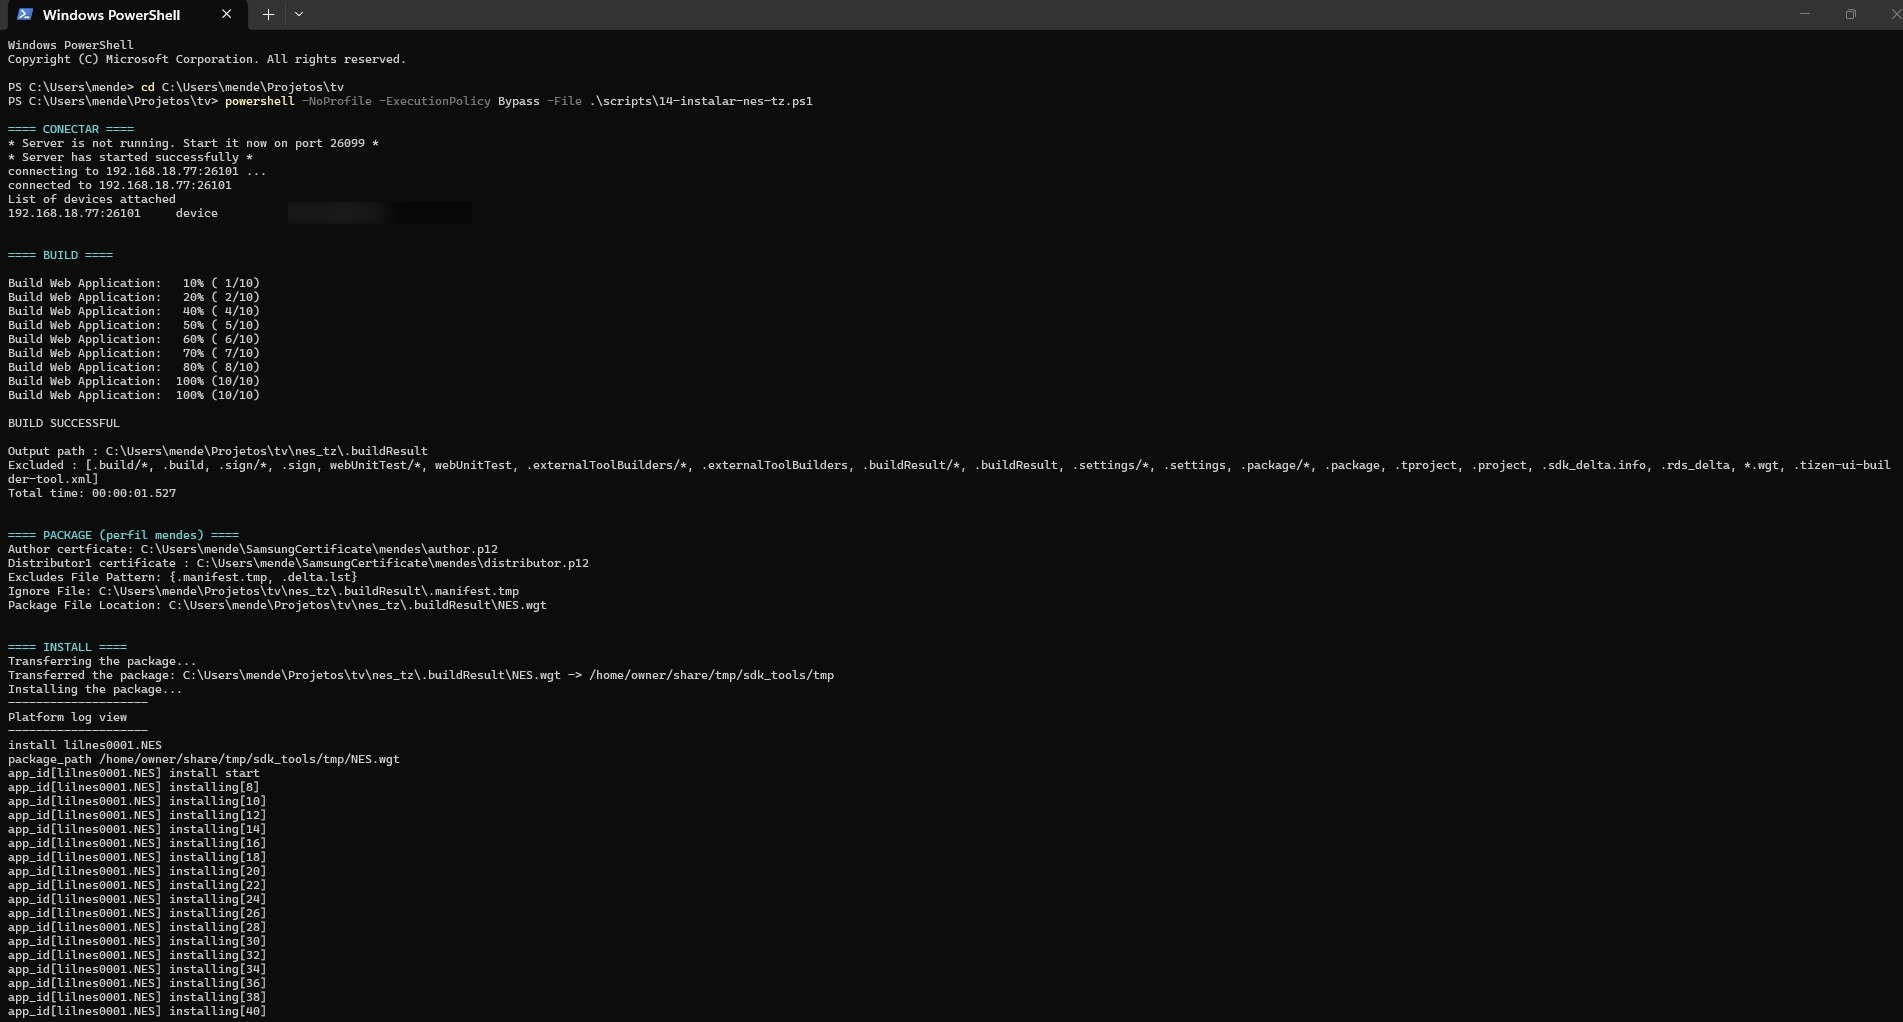 Windows PowerShell
Windows PowerShell
Copyright (C) Microsoft Corporation. All rights reserved.
PS C:\Users\mende> cd C:\Users\mende\Projetos\tv
PS C:\Users\mende\Projetos\tv> powershell -NoProfile -ExecutionPolicy Bypass -File .\scripts\14-instalar-nes-tz.ps1
==== CONECTAR ====
* Server is not running. Start it now on port 26099 *
* Server has started successfully *
connecting to 192.168.18.77:26101 ...
connected to 192.168.18.77:26101
List of devices attached
192.168.18.77:26101     device
==== BUILD ====
Build Web Application:   10% ( 1/10)
Build Web Application:   20% ( 2/10)
Build Web Application:   40% ( 4/10)
Build Web Application:   50% ( 5/10)
Build Web Application:   60% ( 6/10)
Build Web Application:   70% ( 7/10)
Build Web Application:   80% ( 8/10)
Build Web Application:  100% (10/10)
Build Web Application:  100% (10/10)
BUILD SUCCESSFUL
Output path : C:\Users\mende\Projetos\tv\nes_tz\.buildResult
Excluded : [.build/*, .build, .sign/*, .sign, webUnitTest/*, webUnitTest, .externalToolBuilders/*, .externalToolBuilders, .buildResult/*, .buildResult, .settings/*, .settings, .package/*, .package, .tproject, .project, .sdk_delta.info, .rds_delta, *.wgt, .tizen-ui-buil
der-tool.xml]
Total time: 00:00:01.527
==== PACKAGE (perfil mendes) ====
Author certficate: C:\Users\mende\SamsungCertificate\mendes\author.p12
Distributor1 certificate : C:\Users\mende\SamsungCertificate\mendes\distributor.p12
Excludes File Pattern: {.manifest.tmp, .delta.lst}
Ignore File: C:\Users\mende\Projetos\tv\nes_tz\.buildResult\.manifest.tmp
Package File Location: C:\Users\mende\Projetos\tv\nes_tz\.buildResult\NES.wgt
==== INSTALL ====
Transferring the package...
Transferred the package: C:\Users\mende\Projetos\tv\nes_tz\.buildResult\NES.wgt -> /home/owner/share/tmp/sdk_tools/tmp
Installing the package...
--------------------
Platform log view
--------------------
install lilnes0001.NES
package_path /home/owner/share/tmp/sdk_tools/tmp/NES.wgt
app_id[lilnes0001.NES] install start
app_id[lilnes0001.NES] installing[8]
app_id[lilnes0001.NES] installing[10]
app_id[lilnes0001.NES] installing[12]
app_id[lilnes0001.NES] installing[14]
app_id[lilnes0001.NES] installing[16]
app_id[lilnes0001.NES] installing[18]
app_id[lilnes0001.NES] installing[20]
app_id[lilnes0001.NES] installing[22]
app_id[lilnes0001.NES] installing[24]
app_id[lilnes0001.NES] installing[26]
app_id[lilnes0001.NES] installing[28]
app_id[lilnes0001.NES] installing[30]
app_id[lilnes0001.NES] installing[32]
app_id[lilnes0001.NES] installing[34]
app_id[lilnes0001.NES] installing[36]
app_id[lilnes0001.NES] installing[38]
app_id[lilnes0001.NES] installing[40]